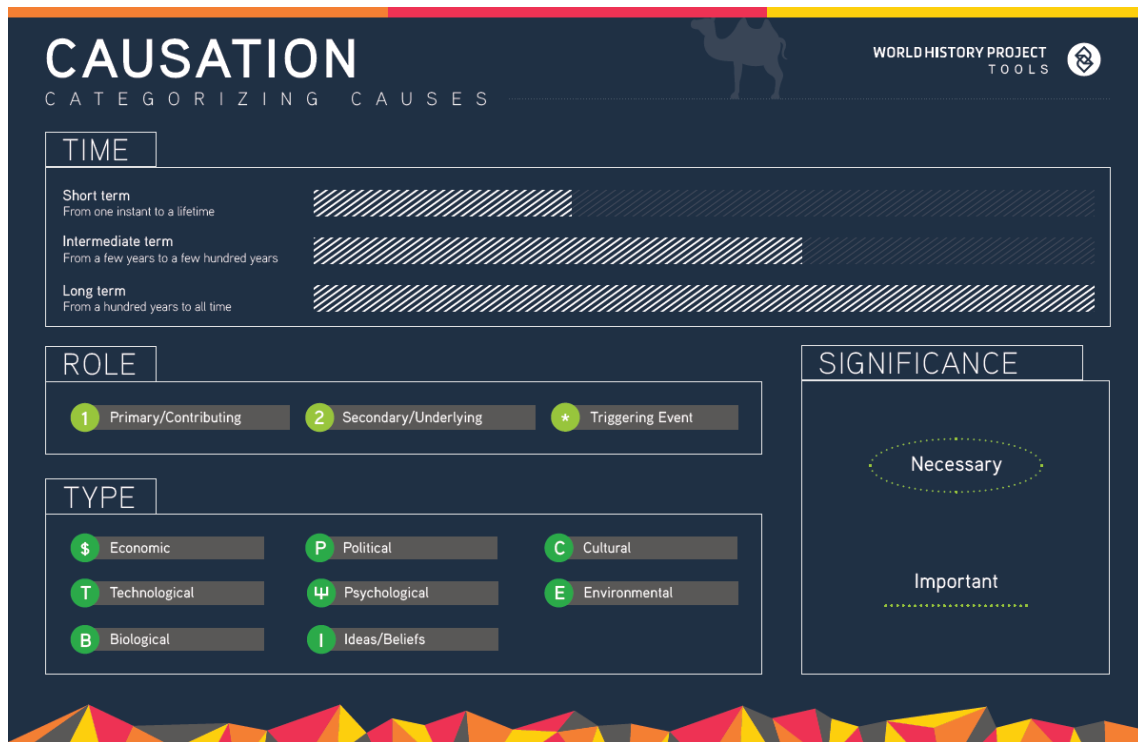 CAUSATION
CATEGORIZING CAUSES
WORLD HISTORY PROJECT
TOOLS
TIME
Short term
From one instant to a lifetime
Intermediate term
From a few years to a few hundred years
Long term
From a hundred years to all time
ROLE
1 Primary/Contributing
2 Secondary/Underlying
* Triggering Event
TYPE
$ Economic
P Political
C Cultural
T Technological
Ψ Psychological
E Environmental
B Biological
I Ideas/Beliefs
SIGNIFICANCE
Necessary
Important